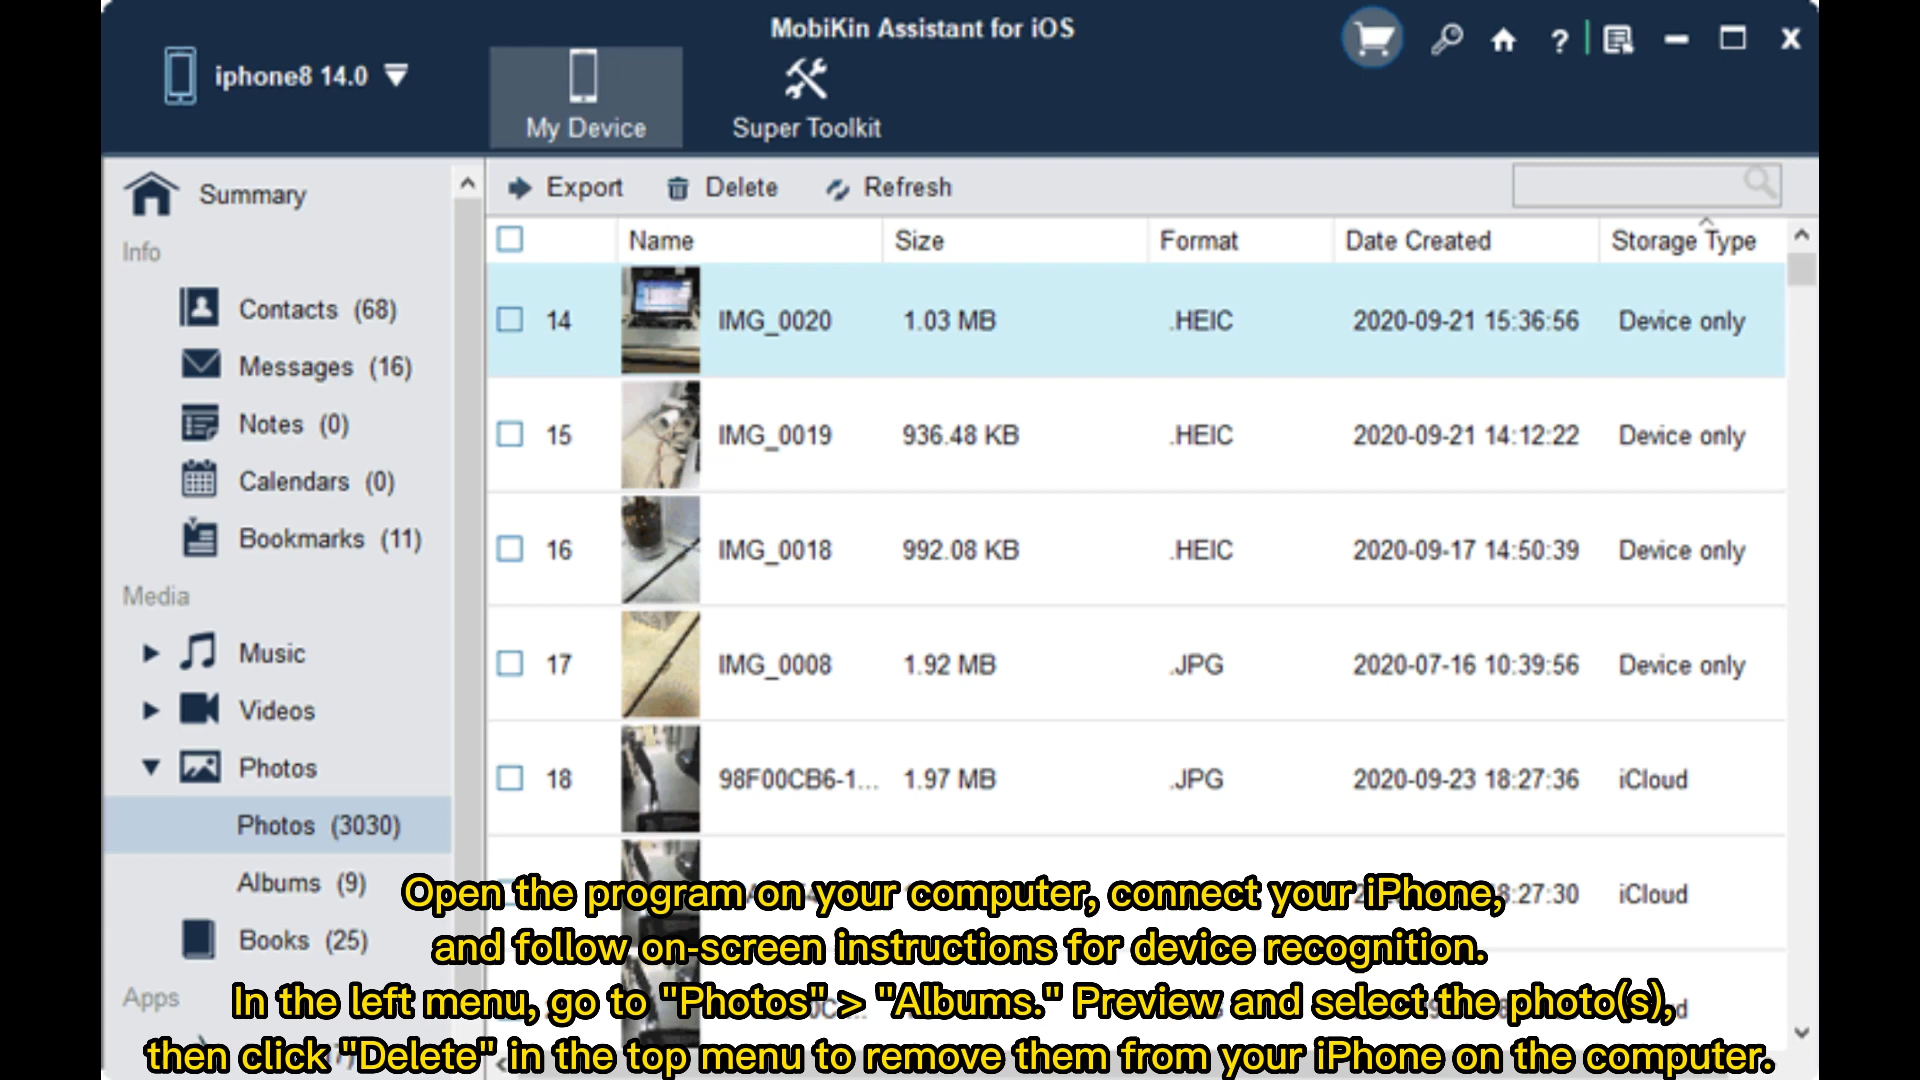 MobiKin Assistant for iOS
iphone8 14.0
?
My Device
Super Toolkit
Summary
Export Delete Refresh
Info
Name Size Format Date Created Storage Type
Contacts (68)
Messages (16)
Notes (0)
Calendars (0)
Bookmarks (11)
Media
Music
Videos
Photos
Photos (3030)
Albums (9)
Books (25)
Apps
14 IMG_0020 1.03 MB .HEIC 2020-09-21 15:36:56 Device only
15 IMG_0019 936.48 KB .HEIC 2020-09-21 14:12:22 Device only
16 IMG_0018 992.08 KB .HEIC 2020-09-17 14:50:39 Device only
17 IMG_0008 1.92 MB .JPG 2020-07-16 10:39:56 Device only
18 98F00CB6-1... 1.97 MB .JPG 2020-09-23 18:27:36 iCloud
8:27:30 iCloud
Open the program on your computer, connect your iPhone,
and follow on-screen instructions for device recognition.
In the left menu, go to "Photos" > "Albums." Preview and select the photo(s),
then click "Delete" in the top menu to remove them from your iPhone on the computer.